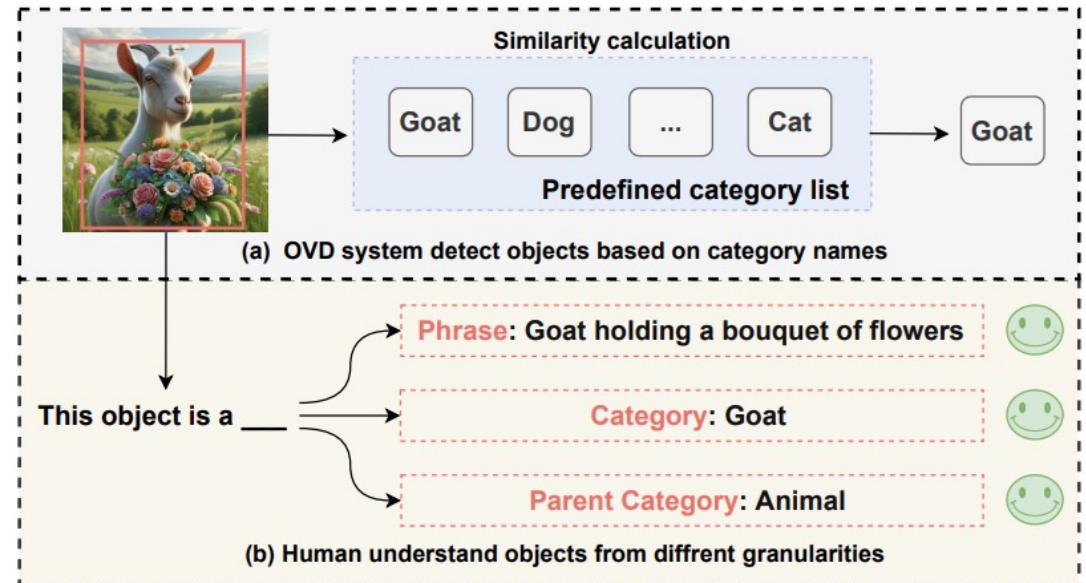 Similarity calculation
Goat
Dog
...
Cat
Goat
Predefined category list
(a) OVD system detect objects based on category names
Phrase: Goat holding a bouquet of flowers
This object is a ___
Category: Goat
Parent Category: Animal
(b) Human understand objects from diffrent granularities